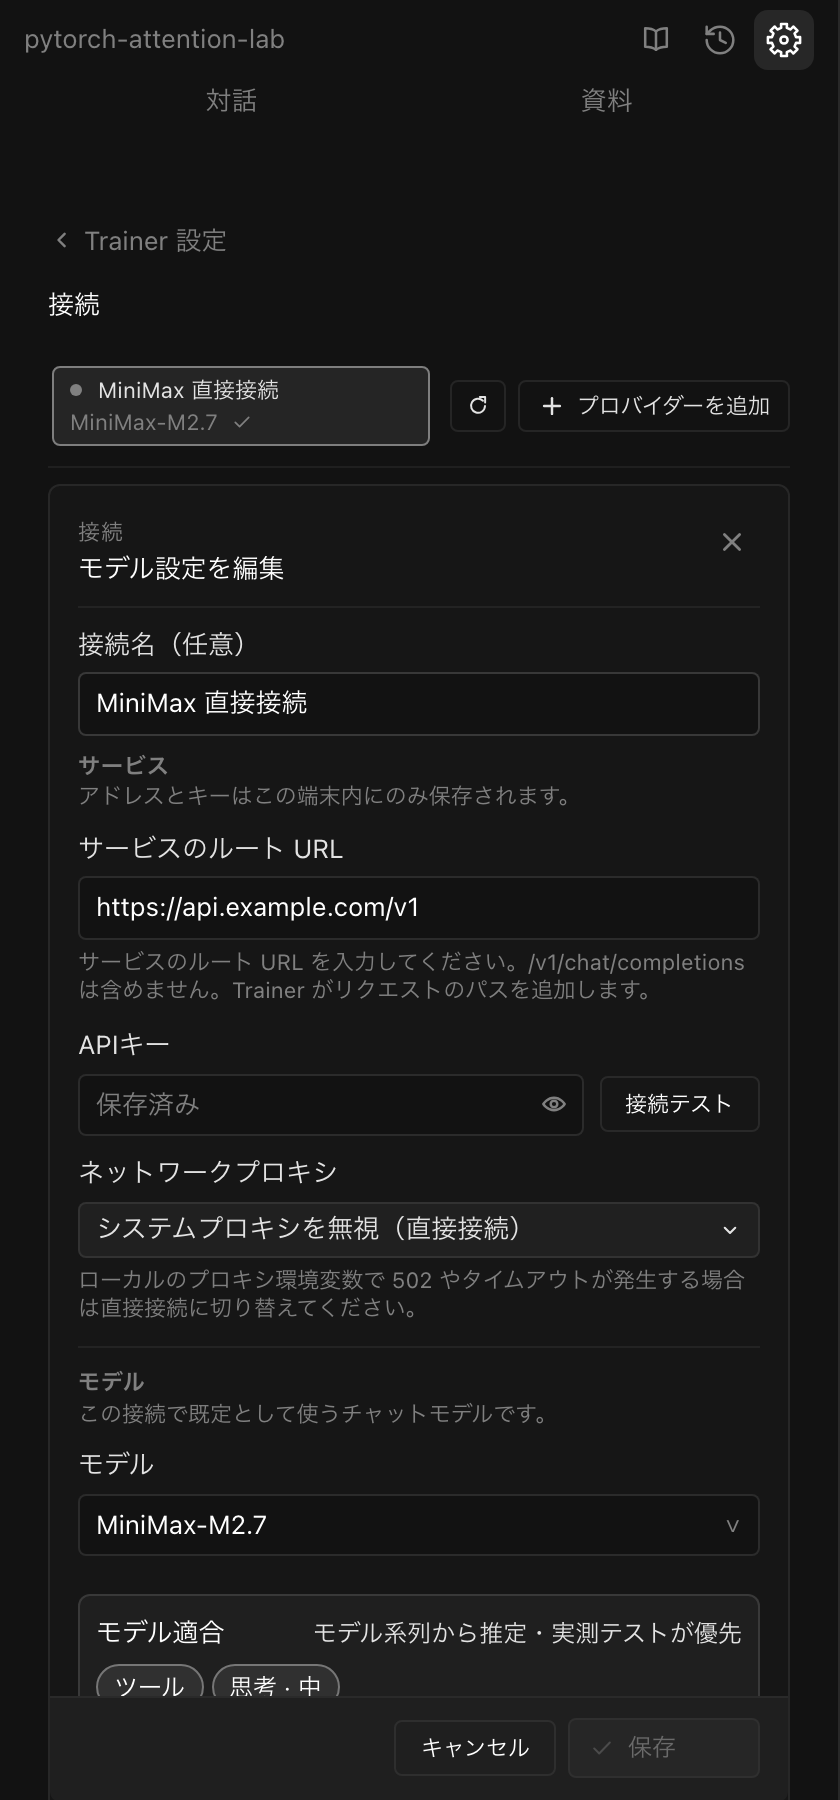 pytorch-attention-lab
対話
資料
Trainer 設定
接続
MiniMax 直接接続
MiniMax-M2.7
プロバイダーを追加
接続
モデル設定を編集
接続名（任意）
MiniMax 直接接続
サービス
アドレスとキーはこの端末内にのみ保存されます。
サービスのルート URL
https://api.example.com/v1
サービスのルート URL を入力してください。/v1/chat/completions
は含めません。Trainer がリクエストのパスを追加します。
APIキー
保存済み
接続テスト
ネットワークプロキシ
システムプロキシを無視（直接接続）
ローカルのプロキシ環境変数で 502 やタイムアウトが発生する場合
は直接接続に切り替えてください。
モデル
この接続で既定として使うチャットモデルです。
モデル
MiniMax-M2.7
モデル適合
モデル系列から推定・実測テストが優先
ツール
思考 · 中
キャンセル
保存